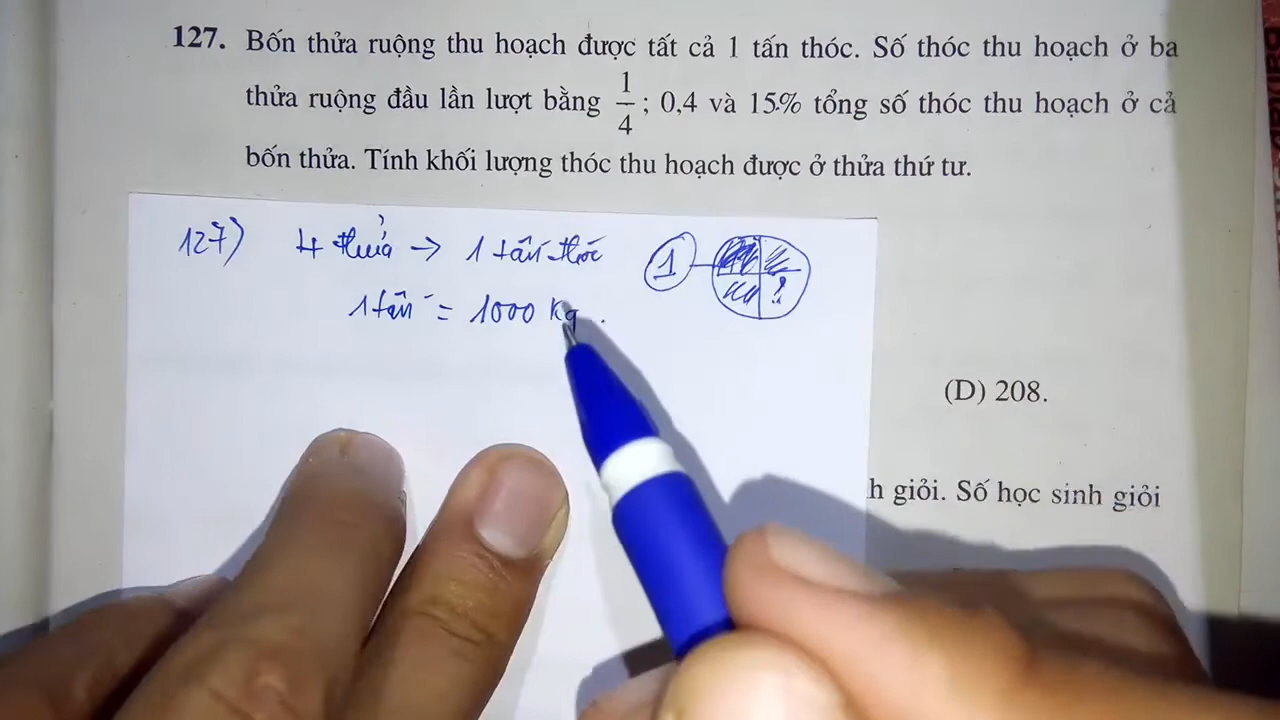 127. Bốn thửa ruộng thu hoạch được tất cả 1 tấn thóc. Số thóc thu hoạch ở ba
thửa ruộng đầu lần lượt bằng 1/4; 0,4 và 15% tổng số thóc thu hoạch ở cả
bốn thửa. Tính khối lượng thóc thu hoạch được ở thửa thứ tư.
127) 4 thửa → 1 tấn thóc 1 ?
1 tấn = 1000 kg.
(D) 208.
h giỏi. Số học sinh giỏi